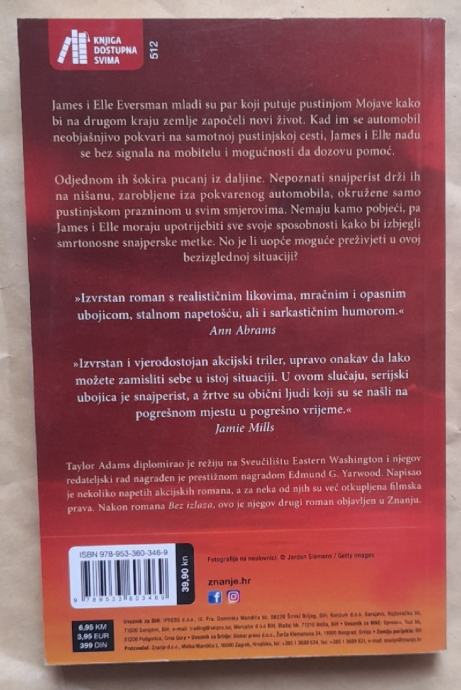 KNJIGA
DOSTUPNA
SVIMA
512
James i Elle Eversman mladi su par koji putuje pustinjom Mojave kako
bi na drugom kraju zemlje započeli novi život. Kad im se automobil
neobjašnjivo pokvari na samotnoj pustinjskoj cesti, James i Elle nađu
se bez signala na mobitelu i mogućnosti da dozovu pomoć.
Odjednom ih šokira pucanj iz daljine. Nepoznati snajperist drži ih
na nišanu, zarobljene iza pokvarenog automobila, okružene samo
pustinjskom prazninom u svim smjerovima. Nemaju kamo pobjeći, pa
James i Elle moraju upotrijebiti sve svoje sposobnosti kako bi izbjegli
smrtonosne snajperske metke. No je li uopće moguće preživjeti u ovoj
bezizglednoj situaciji?
»Izvrstan roman s realističnim likovima, mračnim i opasnim
ubojicom, stalnom napetošću, ali i sarkastičnim humorom.«
Ann Abrams
»Izvrstan i vjerodostojan akcijski triler, upravo onakav da lako
možete zamisliti sebe u istoj situaciji. U ovom slučaju, serijski
ubojica je snajperist, a žrtve su obični ljudi koji su se našli na
pogrešnom mjestu u pogrešno vrijeme.«
Jamie Mills
Taylor Adams diplomirao je režiju na Sveučilištu Eastern Washington i njegov
redateljski rad nagrađen je prestižnom nagradom Edmund G. Yarwood. Napisao
je nekoliko napetih akcijskih romana, a za neka od njih su već otkupljena filmska
prava. Nakon romana Bez izlaza, ovo je njegov drugi roman objavljen u Znanju.
ISBN 978-953-360-346-9
9 789533 603469
39,90 kn
Fotografija na naslovnici: © Jordan Siemens / Getty Images
znanje.hr
6,95 KM
3,95 EUR
399 DIN
Uvoznik za BiH: